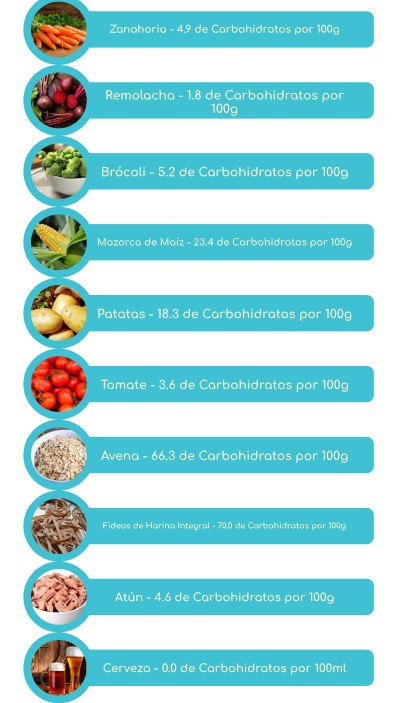 Zanahoria - 4.9 de Carbohidratos por 100g
Remolacha - 1.8 de Carbohidratos por
100g
Brócoli - 5.2 de Carbohidratos por 100g
Mazorca de Maíz - 23.4 de Carbohidratos por 100g
Patatas - 18.3 de Carbohidratos por 100g
Tomate - 3.6 de Carbohidratos por 100g
Avena - 66.3 de Carbohidratos por 100g
Fideos de Harina Integral - 70.0 de Carbohidratos por 100g
Atún - 4.6 de Carbohidratos por 100g
Cerveza - 0.0 de Carbohidratos por 100ml